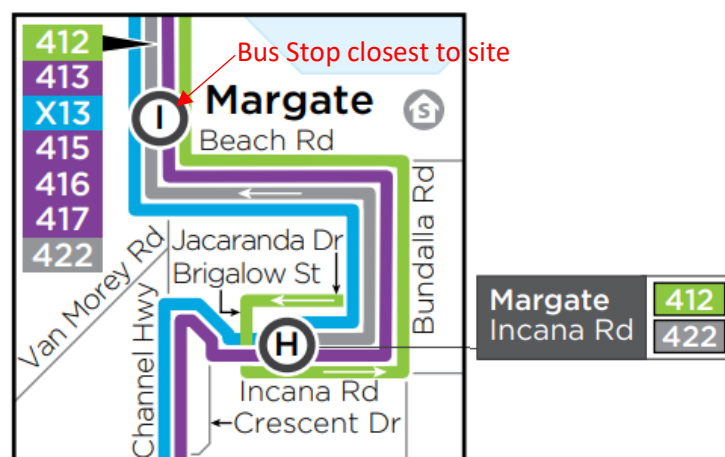 412
413
X13
415
416
417
422
Bus Stop closest to site
I
Margate
S
Beach Rd
Bundalla Rd
Van Morey Rd
Jacaranda Dr
Brigalow St
Channel Hwy
H
Incana Rd
Crescent Dr
Margate
Incana Rd
412
422